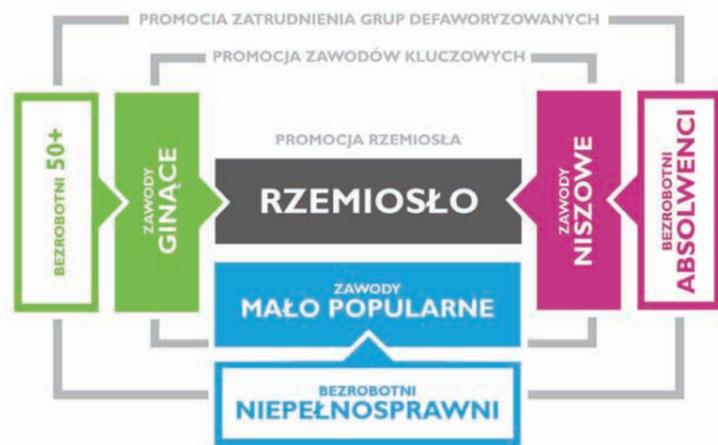 PROMOCIA ZATRUDNIENIA GRUP DEFAWORYZOWANYCH
PROMOCJA ZAWODÓW KLUCZOWYCH
BEZROBOTNI 50+
ZAWODY
GINĄCE
PROMOCJA RZEMIOSŁA
RZEMIOSŁO
ZAWODY
NISZOWE
BEZROBOTNI
ABSOLWENCI
ZAWODY
MAŁO POPULARNE
BEZROBOTNI
NIEPEŁNOSPRAWNI